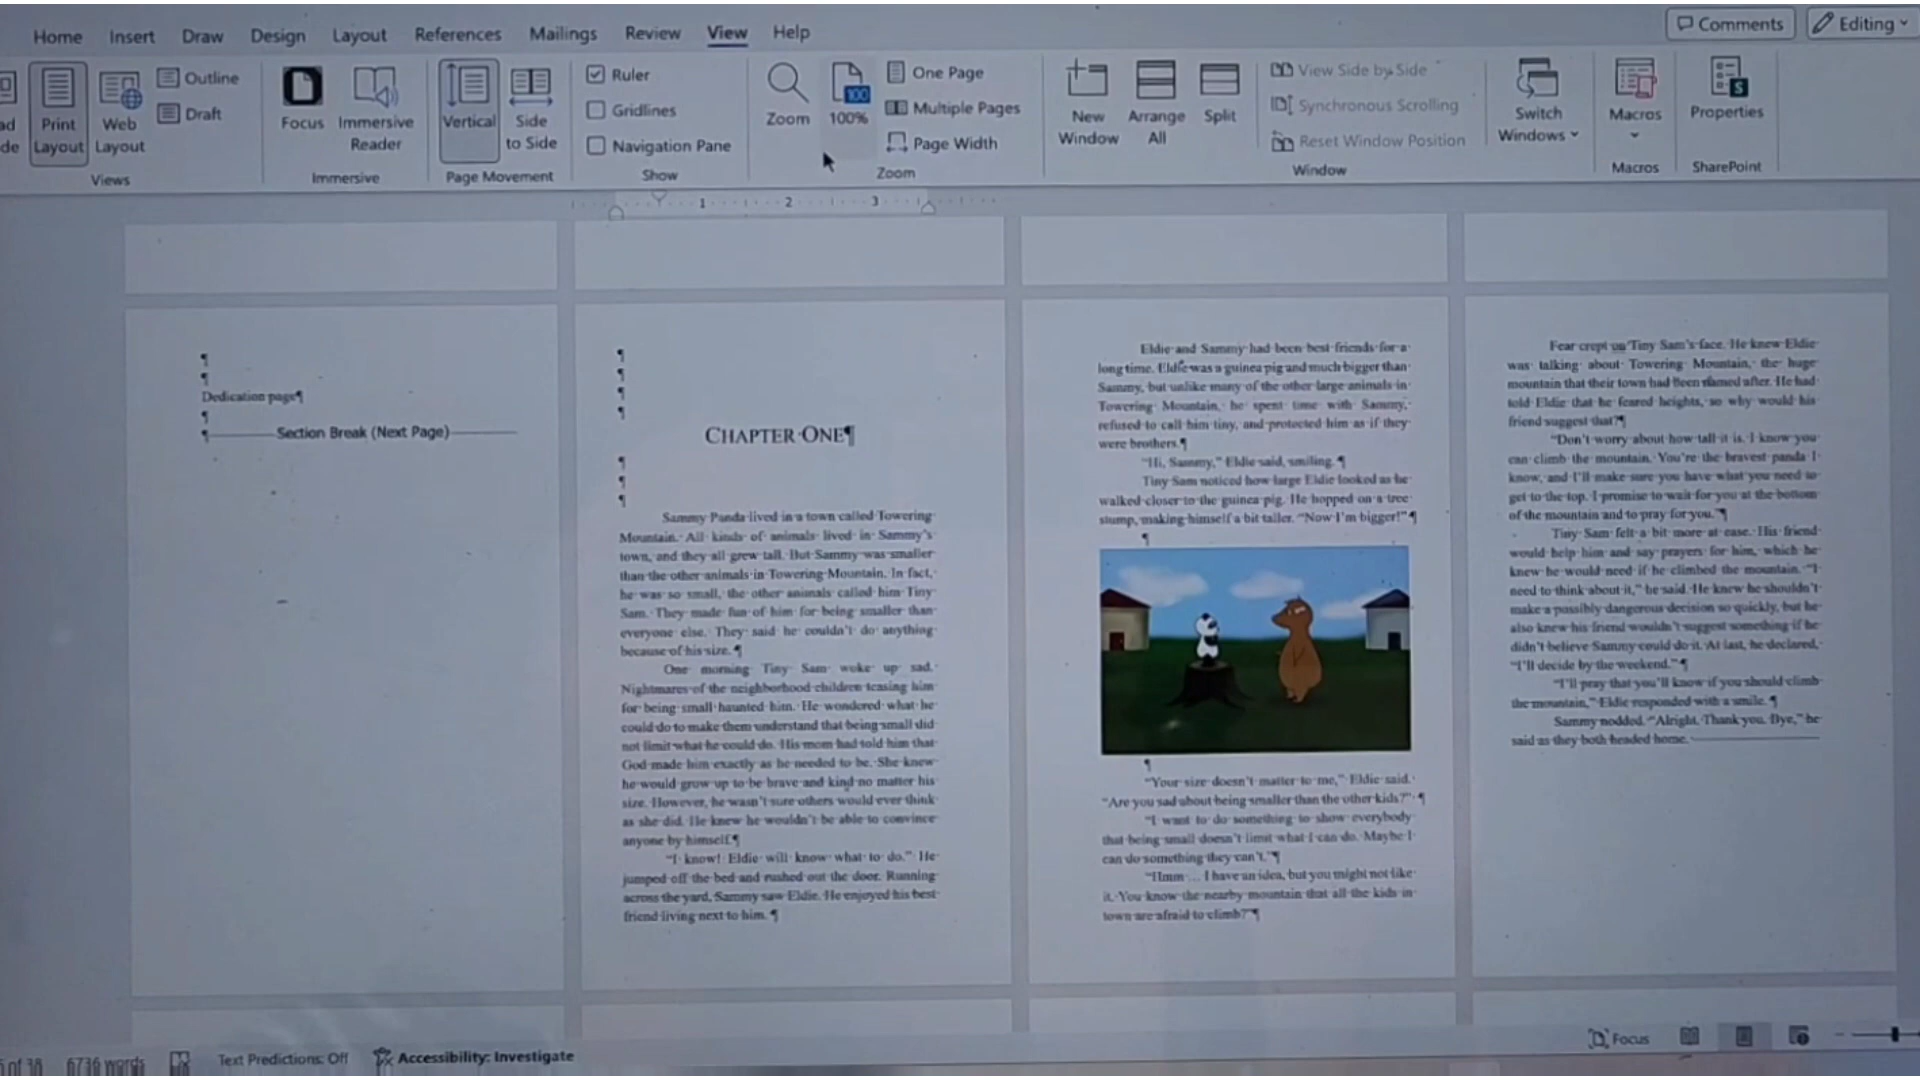 Comments
Editing
Home Insert Draw Design Layout References Mailings Review View Help
Print Layout
Web Layout
Outline
Draft
Views
Focus
Immersive Reader
Immersive
Vertical
Side to Side
Page Movement
Ruler
Gridlines
Navigation Pane
Show
Zoom
100
100%
One Page
Multiple Pages
Page Width
Zoom
New Window
Arrange All
Split
View Side by Side
Synchronous Scrolling
Reset Window Position
Window
Switch Windows
Macros
Macros
Properties
SharePoint
1 2 3
Dedication page¶
Section Break (Next Page)
CHAPTER ONE¶
Sammy Panda lived in a town called Towering
Mountain. All kinds of animals lived in Sammy's
town, and they all grew tall. But Sammy was smaller
than the other animals in Towering Mountain. In fact,
he was so small, the other animals called him Tiny
Sam. They made fun of him for being smaller than
everyone else. They said he couldn't do anything
because of his size. ¶
One morning Tiny Sam woke up sad.
Nightmares of the neighborhood children teasing him
for being small haunted him. He wondered what he
could do to make them understand that being small did
not limit what he could do. His mom had told him that
God made him exactly as he needed to be. She knew
he would grow up to be brave and kind no matter his
size. However, he wasn't sure others would ever think
as she did. He knew he wouldn't be able to convince
anyone by himself.¶
"I know! Eldie will know what to do." He
jumped off the bed and rushed out the door. Running
across the yard, Sammy saw Eldie. He enjoyed his best
friend living next to him. ¶
Eldie and Sammy had been best friends for a
long time. Eldie was a guinea pig and much bigger than
Sammy, but unlike many of the other large animals in
Towering Mountain, he spent time with Sammy,
refused to call him tiny, and protected him as if they
were brothers.¶
"Hi, Sammy," Eldie said, smiling. ¶
Tiny Sam noticed how large Eldie looked as he
walked closer to the guinea pig. He hopped on a tree
stump, making himself a bit taller. "Now I'm bigger!"¶
"Your size doesn't matter to me," Eldie said.
"Are you sad about being smaller than the other kids?" ¶
"I want to do something to show everybody
that being small doesn't limit what I can do. Maybe I
can do something they can't."¶
"Hmm ... I have an idea, but you might not like
it. You know the nearby mountain that all the kids in
town are afraid to climb?"¶
Fear crept on Tiny Sam's face. He knew Eldie
was talking about Towering Mountain, the huge
mountain that their town had been named after. He had
told Eldie that he feared heights, so why would his
friend suggest that?¶
"Don't worry about how tall it is. I know you
can climb the mountain. You're the bravest panda I
know, and I'll make sure you have what you need to
get to the top. I promise to wait for you at the bottom
of the mountain and to pray for you."¶
Tiny Sam felt a bit more at ease. His friend
would help him and say prayers for him, which he
knew he would need if he climbed the mountain. "I
need to think about it," he said. He knew he shouldn't
make a possibly dangerous decision so quickly, but he
also knew his friend wouldn't suggest something if he
didn't believe Sammy could do it. At last, he declared,
"I'll decide by the weekend." ¶
"I'll pray that you'll know if you should climb
the mountain," Eldie responded with a smile. ¶
Sammy nodded. "Alright. Thank you. Bye," he
said as they both headed home.
of 38 6736 words Text Predictions: Off Accessibility: Investigate
Focus